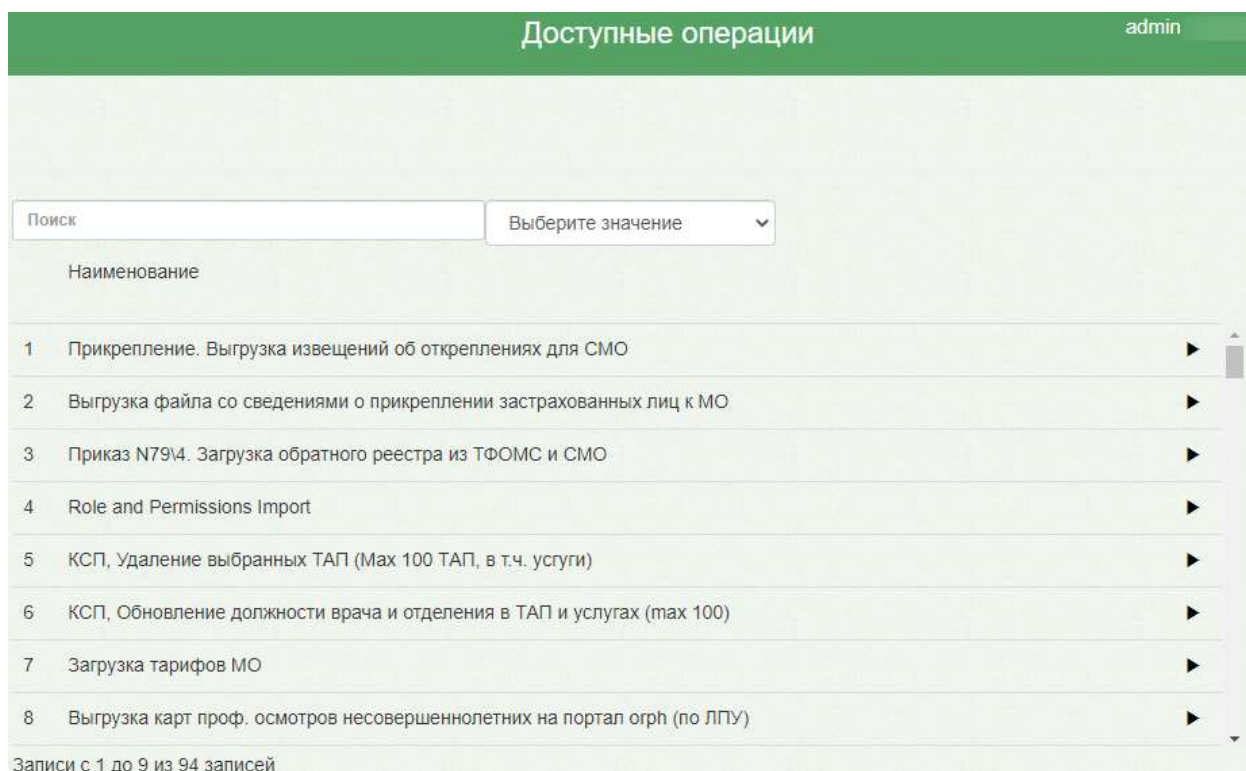 Доступные операции
admin
Поиск
Выберите значение
Наименование
1 Прикрепление. Выгрузка извещений об откреплениях для СМО
2 Выгрузка файла со сведениями о прикреплении застрахованных лиц к МО
3 Приказ N79\4. Загрузка обратного реестра из ТФОМС и СМО
4 Role and Permissions Import
5 КСП, Удаление выбранных ТАП (Max 100 ТАП, в т.ч. усгуги)
6 КСП, Обновление должности врача и отделения в ТАП и услугах (max 100)
7 Загрузка тарифов МО
8 Выгрузка карт проф. осмотров несовершеннолетних на портал orph (по ЛПУ)
Записи с 1 до 9 из 94 записей